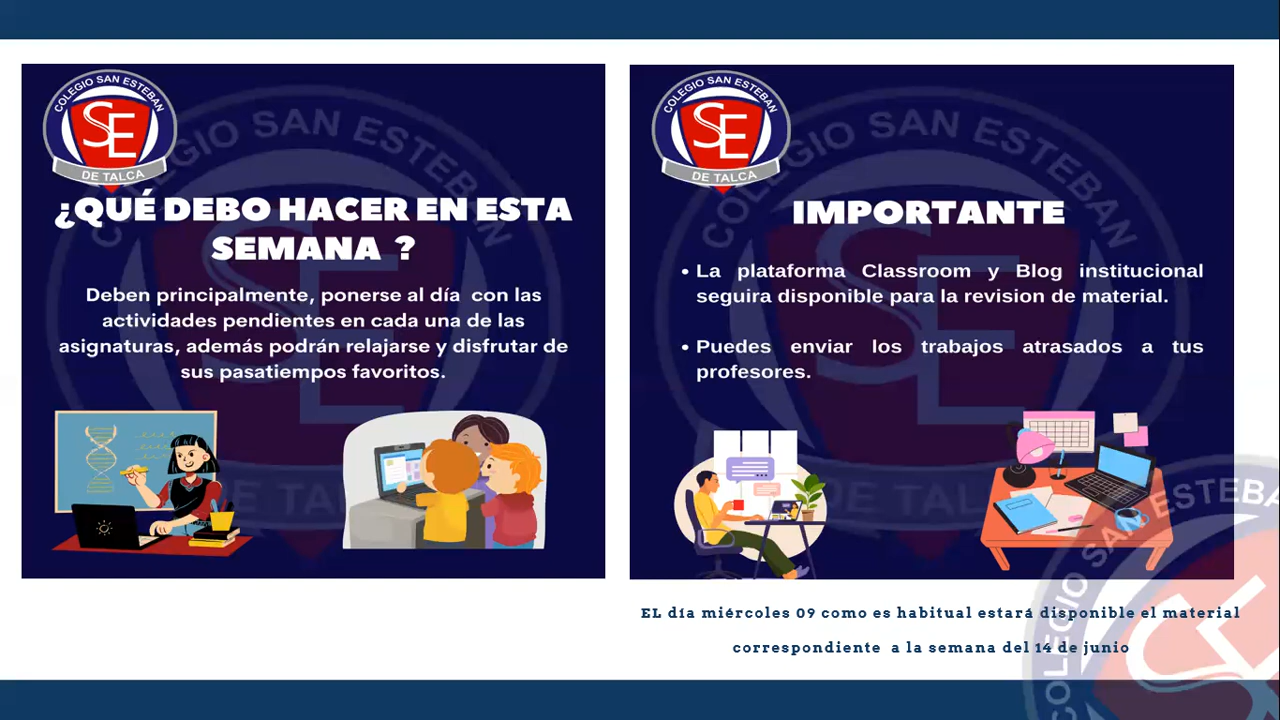 COLEGIO SAN ESTEBAN
SE
DE TALCA
¿QUÉ DEBO HACER EN ESTA
SEMANA ?
Deben principalmente, ponerse al día con las
actividades pendientes en cada una de las
asignaturas, además podrán relajarse y disfrutar de
sus pasatiempos favoritos.
COLEGIO SAN ESTEBAN
SE
DE TALCA
IMPORTANTE
• La plataforma Classroom y Blog institucional
seguira disponible para la revision de material.
• Puedes enviar los trabajos atrasados a tus
profesores.
EL día miércoles 09 como es habitual estará disponible el material
correspondiente a la semana del 14 de junio